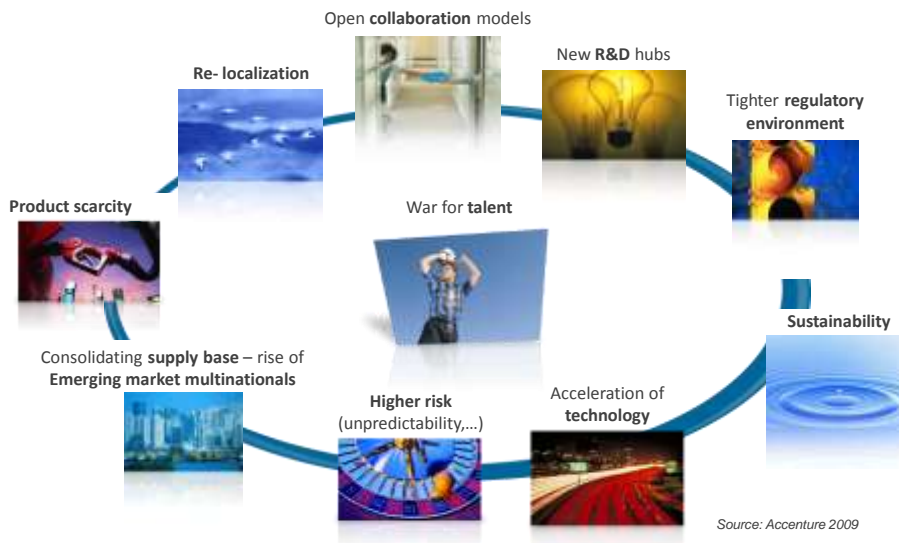 Open collaboration models
New R&D hubs
Re- localization
Tighter regulatory
environment
Product scarcity
War for talent
Sustainability
Consolidating supply base – rise of
Emerging market multinationals
Higher risk
(unpredictability,...)
Acceleration of
technology
Source: Accenture 2009